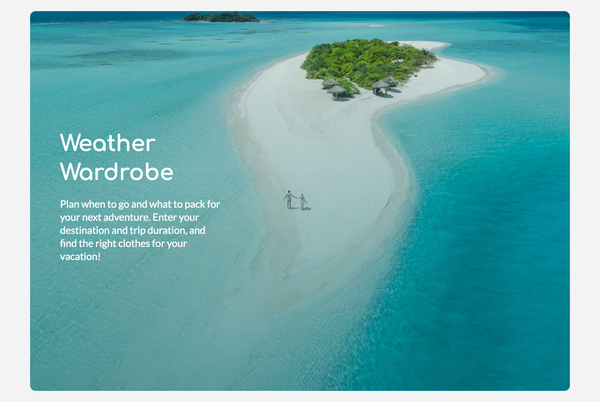 Weather
Wardrobe
Plan when to go and what to pack for
your next adventure. Enter your
destination and trip duration, and
find the right clothes for your
vacation!